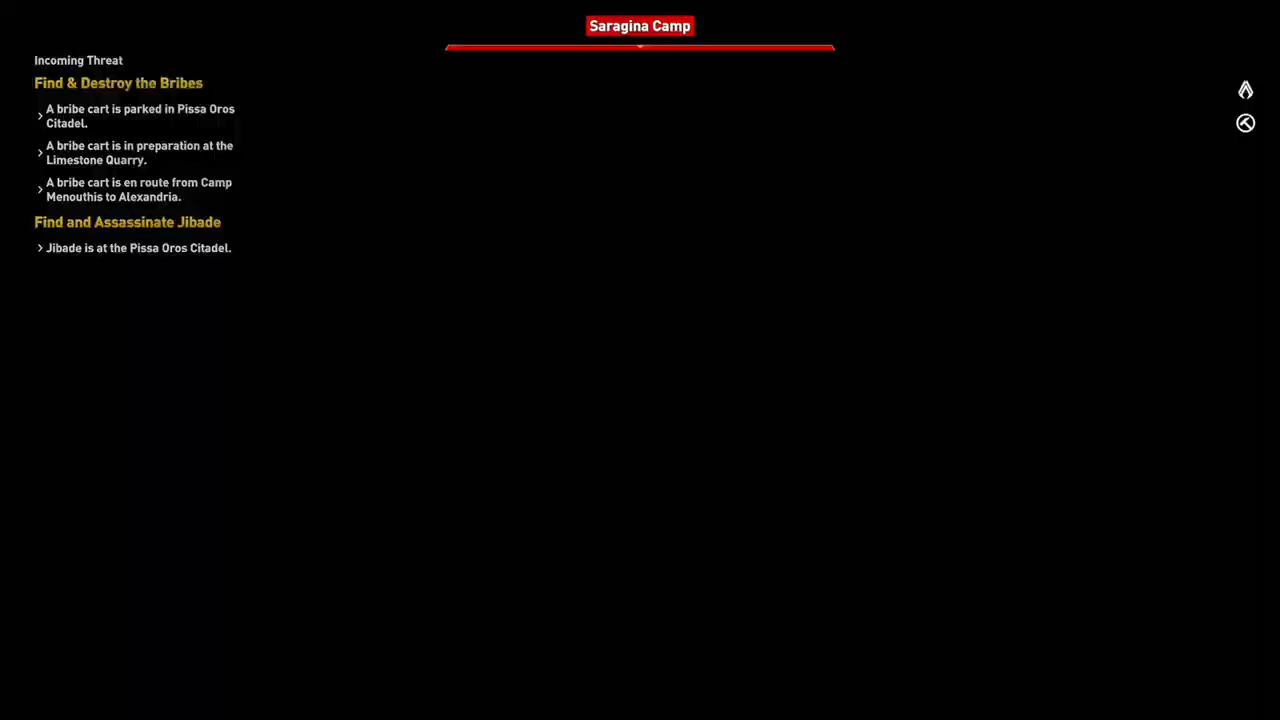 Saragina Camp
Incoming Threat
Find & Destroy the Bribes
A bribe cart is parked in Pissa Oros
Citadel.
A bribe cart is in preparation at the
Limestone Quarry.
A bribe cart is en route from Camp
Menouthis to Alexandria.
Find and Assassinate Jibade
Jibade is at the Pissa Oros Citadel.